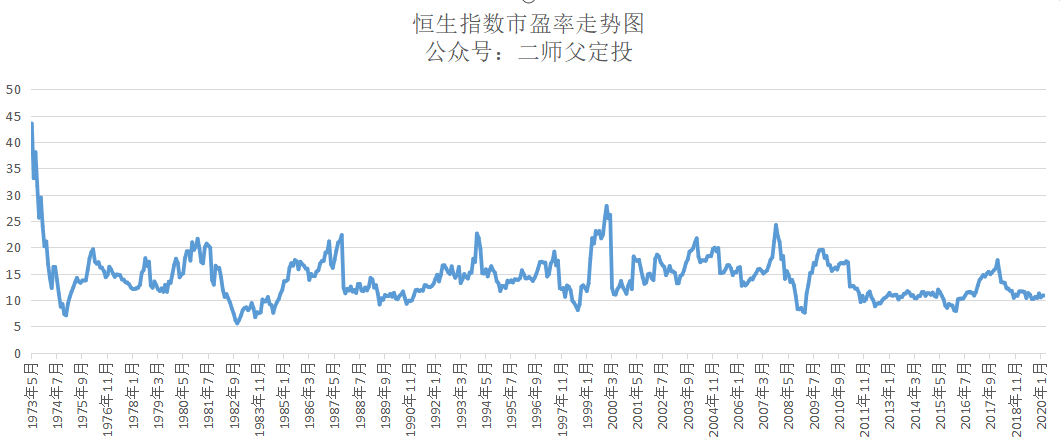 恒生指数市盈率走势图
公众号：二师父定投
50
45
40
35
30
25
20
15
10
5
0
1973年5月
1974年7月
1975年9月
1976年11月
1978年1月
1979年3月
1980年5月
1981年7月
1982年9月
1983年11月
1985年1月
1986年3月
1987年5月
1988年7月
1989年9月
1990年11月
1992年1月
1993年3月
1994年5月
1995年7月
1996年9月
1997年11月
1999年1月
2000年3月
2001年5月
2002年7月
2003年9月
2004年11月
2006年1月
2007年3月
2008年5月
2009年7月
2010年9月
2011年11月
2013年1月
2014年3月
2015年5月
2016年7月
2017年9月
2018年11月
2020年1月